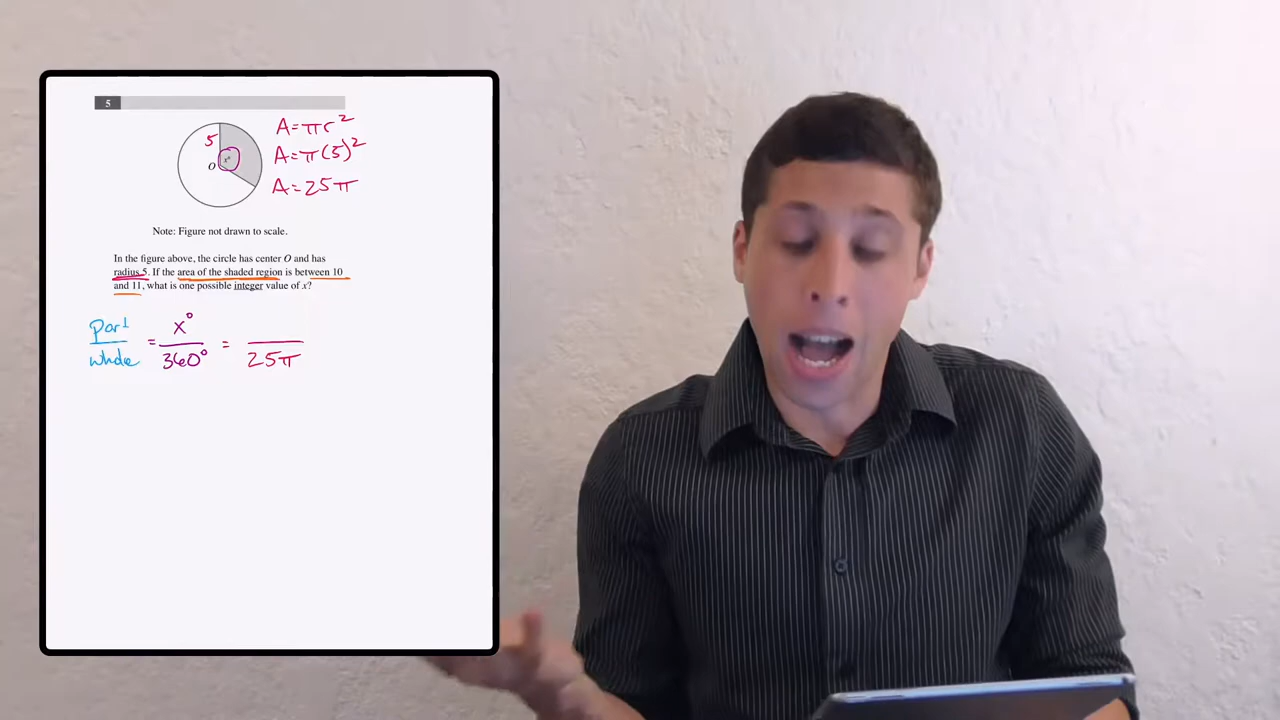 5
5
O
x°
A=πr²
A=π(5)²
A=25π
Note: Figure not drawn to scale.
In the figure above, the circle has center O and has
radius 5. If the area of the shaded region is between 10
and 11, what is one possible integer value of x?
part/whole = x°/360° = /25π